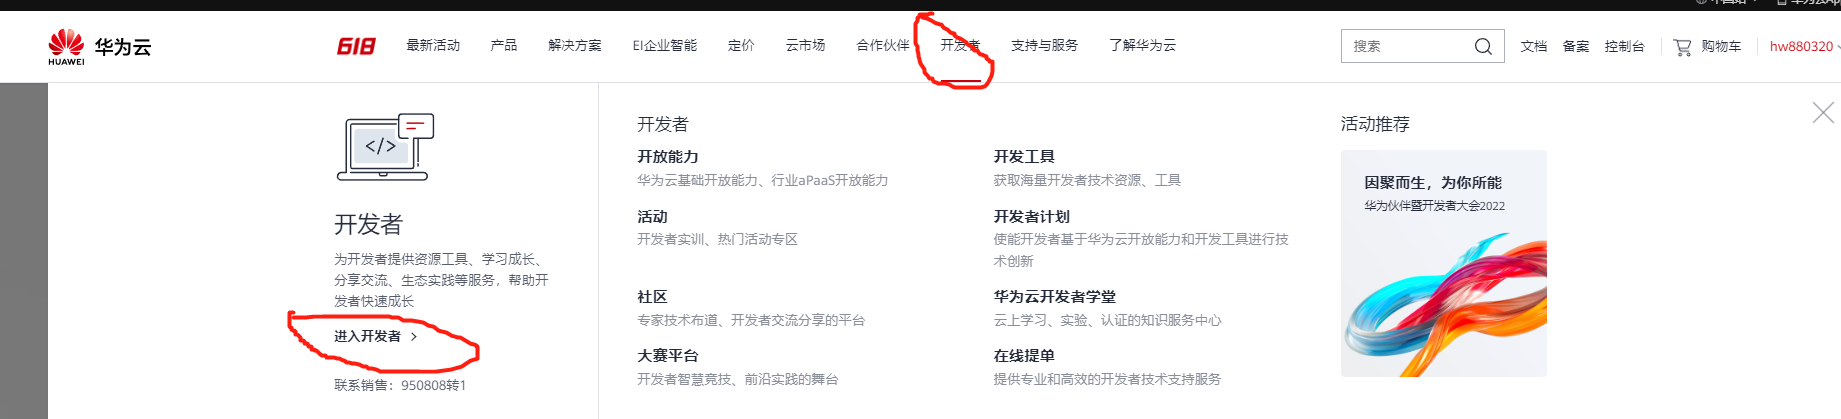 HUAWEI
华为云
618
最新活动
产品
解决方案
EI企业智能
定价
云市场
合作伙伴
开发者
支持与服务
了解华为云
搜索
文档
备案
控制台
购物车
hw880320
</>
开发者
为开发者提供资源工具、学习成长、
分享交流、生态实践等服务，帮助开
发者快速成长
进入开发者 >
联系销售：950808转1
开发者
开放能力
华为云基础开放能力、行业aPaaS开放能力
活动
开发者实训、热门活动专区
社区
专家技术布道、开发者交流分享的平台
大赛平台
开发者智慧竞技、前沿实践的舞台
开发工具
获取海量开发者技术资源、工具
开发者计划
使能开发者基于华为云开放能力和开发工具进行技
术创新
华为云开发者学堂
云上学习、实验、认证的知识服务中心
在线提单
提供专业和高效的开发者技术支持服务
活动推荐
因聚而生，为你所能
华为伙伴暨开发者大会2022